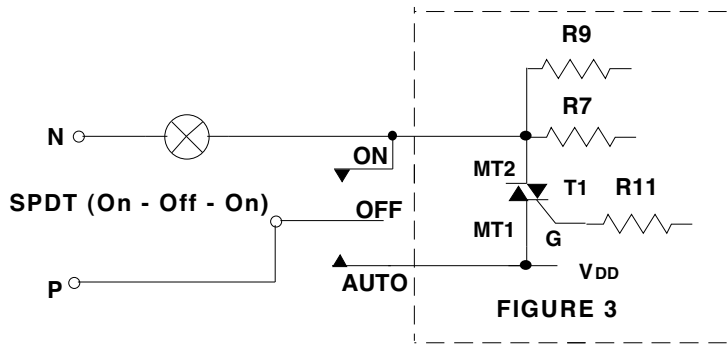 R9
R7
N
ON
MT2
T1
R11
SPDT (On - Off - On)
OFF
MT1
G
P
AUTO
VDD
FIGURE 3